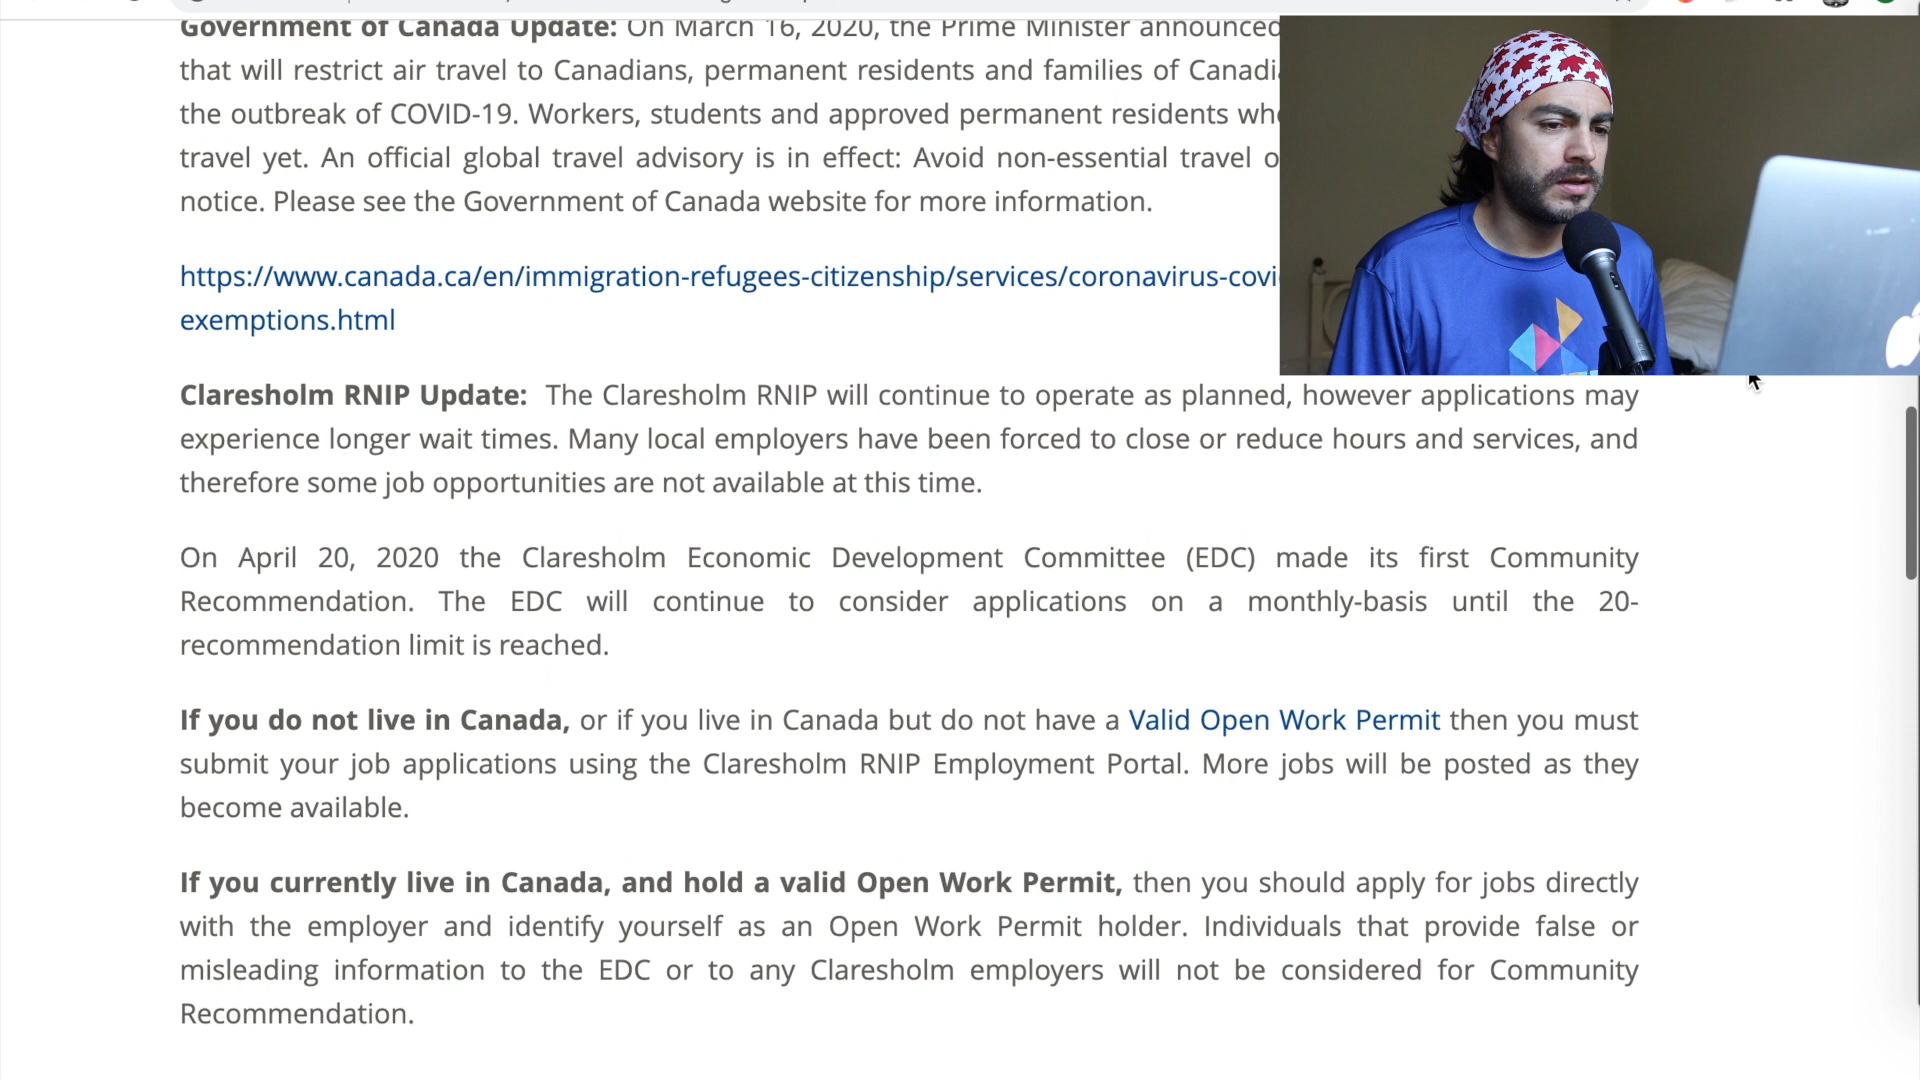 Government of Canada Update: On March 16, 2020, the Prime Minister announced
that will restrict air travel to Canadians, permanent residents and families of
the outbreak of COVID-19. Workers, students and approved permanent residents
travel yet. An official global travel advisory is in effect: Avoid non-essential travel
notice. Please see the Government of Canada website for more information.
https://www.canada.ca/en/immigration-refugees-citizenship/services/coronavirus-covi
exemptions.html
Claresholm RNIP Update: The Claresholm RNIP will continue to operate as planned, however applications may
experience longer wait times. Many local employers have been forced to close or reduce hours and services, and
therefore some job opportunities are not available at this time.
On April 20, 2020 the Claresholm Economic Development Committee (EDC) made its first Community
Recommendation. The EDC will continue to consider applications on a monthly-basis until the 20-
recommendation limit is reached.
If you do not live in Canada, or if you live in Canada but do not have a Valid Open Work Permit then you must
submit your job applications using the Claresholm RNIP Employment Portal. More jobs will be posted as they
become available.
If you currently live in Canada, and hold a valid Open Work Permit, then you should apply for jobs directly
with the employer and identify yourself as an Open Work Permit holder. Individuals that provide false or
misleading information to the EDC or to any Claresholm employers will not be considered for Community
Recommendation.